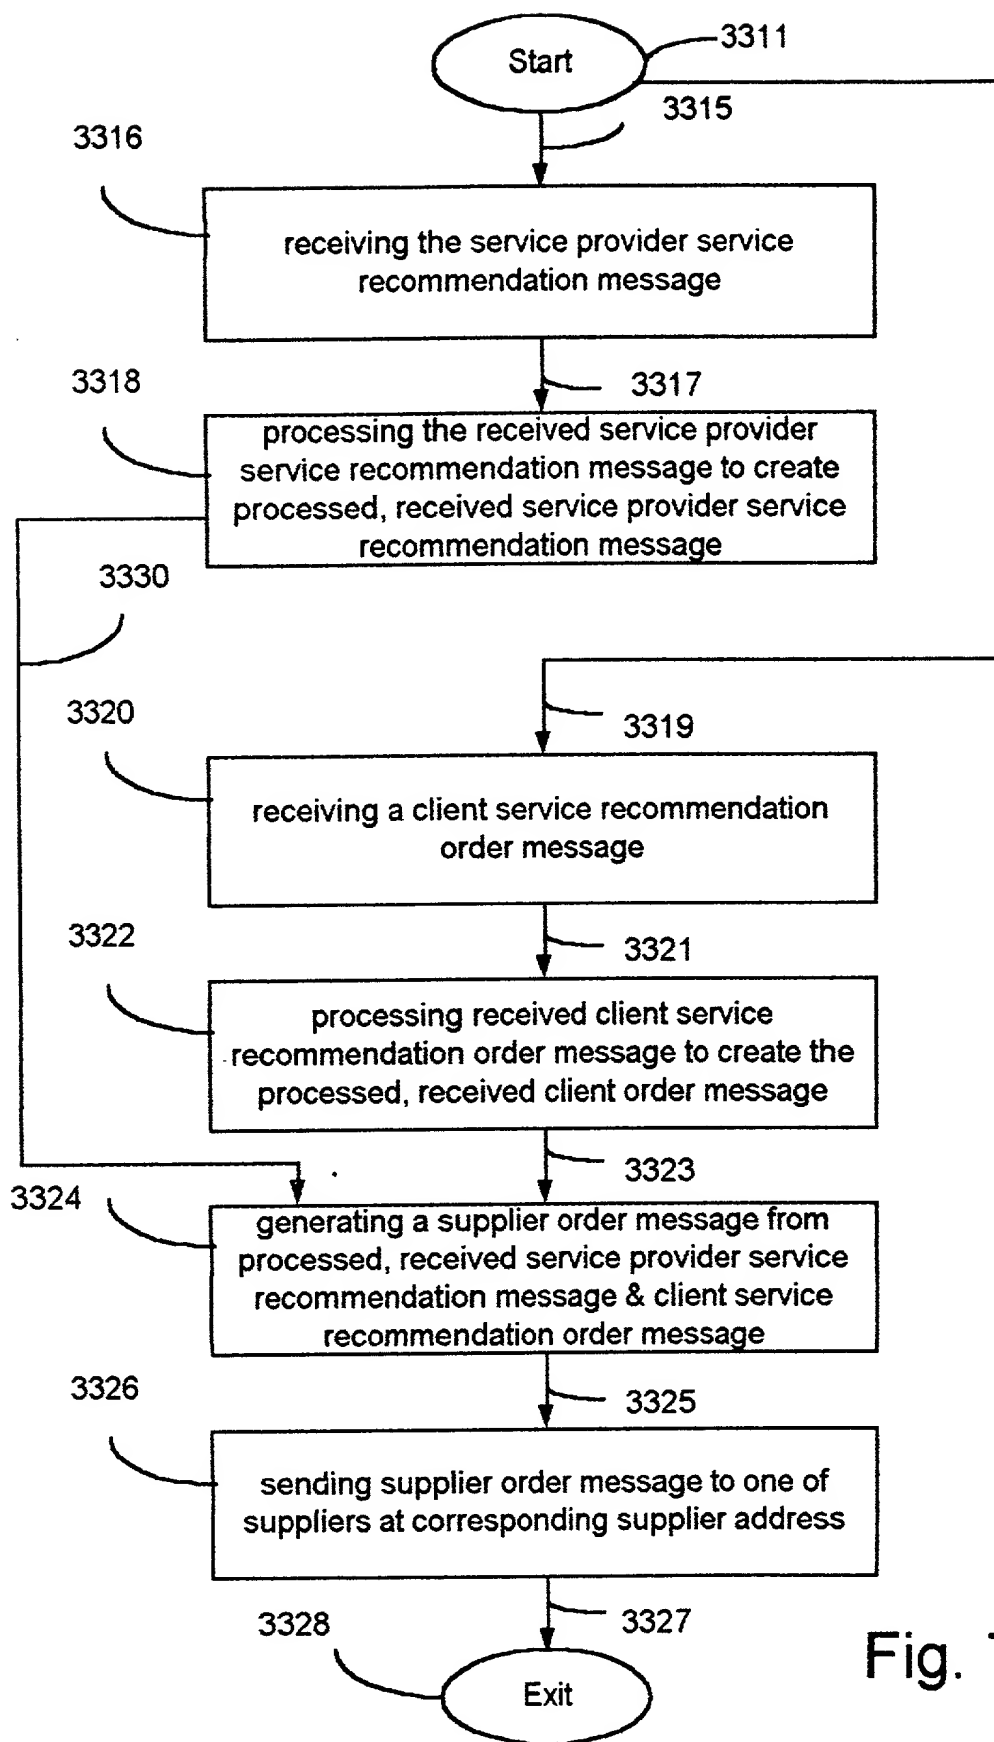 Start
3311
3315
3316
receiving the service provider service
recommendation message
3317
3318
processing the received service provider
service recommendation message to create
processed, received service provider service
recommendation message
3330
3319
3320
receiving a client service recommendation
order message
3321
3322
processing received client service
recommendation order message to create the
processed, received client order message
3323
3324
generating a supplier order message from
processed, received service provider service
recommendation message & client service
recommendation order message
3325
3326
sending supplier order message to one of
suppliers at corresponding supplier address
3327
3328
Exit
Fig.